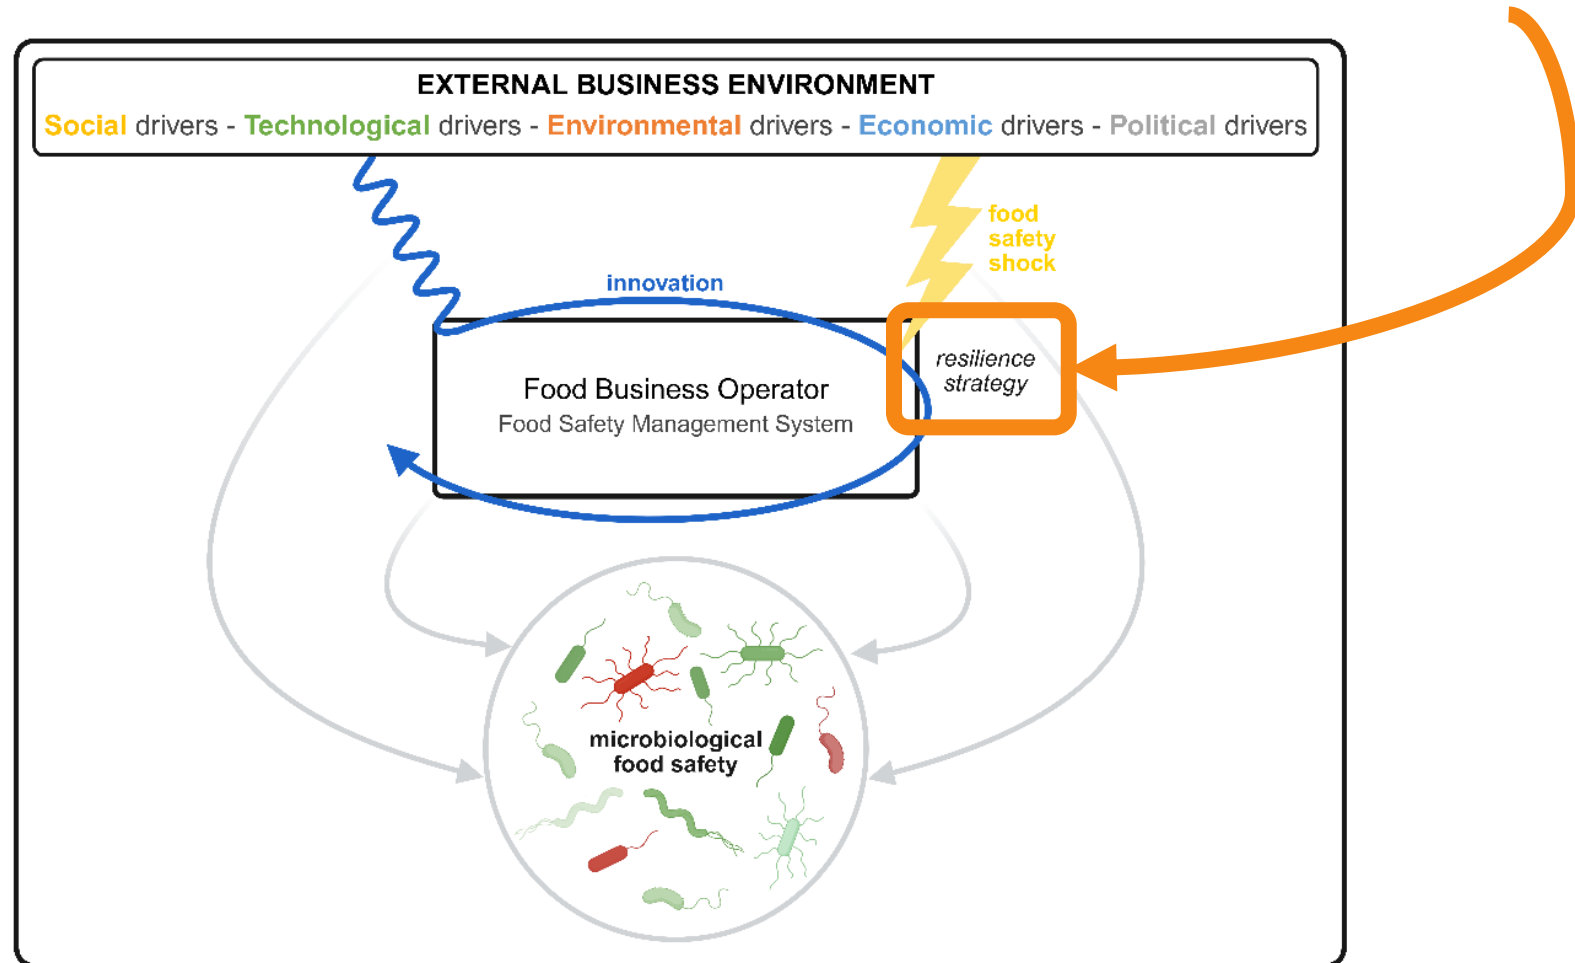 EXTERNAL BUSINESS ENVIRONMENT
Social drivers - Technological drivers - Environmental drivers - Economic drivers - Political drivers
food
safety
shock
innovation
resilience
strategy
Food Business Operator
Food Safety Management System
microbiological
food safety